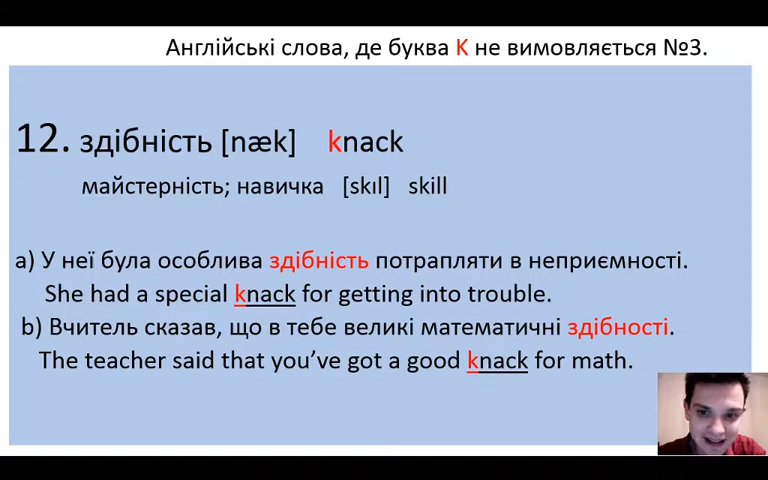 Англійські слова, де буква K не вимовляється №3.
12. здібність [næk] knack
майстерність; навичка [skıl] skill
a) У неї була особлива здібність потрапляти в неприємності.
She had a special knack for getting into trouble.
b) Вчитель сказав, що в тебе великі математичні здібності.
The teacher said that you’ve got a good knack for math.